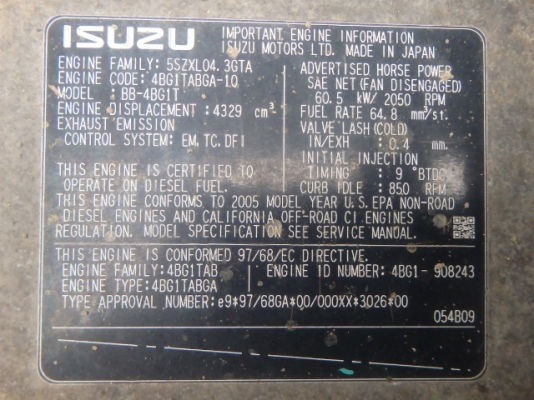 ISUZU
IMPORTANT ENGINE INFORMATION
ISUZU MOTORS LTD. MADE IN JAPAN
ENGINE FAMILY: 5SZXL04.3GTA
ENGINE CODE: 4BG1TABGA-10
MODEL : BB-4BG1T
ENGINE DISPLACEMENT: 4329 cm³
EXHAUST EMISSION
CONTROL SYSTEM: EM, TC, DFI
ADVERTISED HORSE POWER
SAE NET (FAN DISENGAGED)
60.5 kW/ 2050 RPM
FUEL RATE 64.8 mm³/st.
VALVE LASH (COLD)
IN/EXH : 0.4 mm.
INITIAL INJECTION
TIMING : 9 °BTDC
CURB IDLE : 850 RPM
THIS ENGINE IS CERTIFIED TO
OPERATE ON DIESEL FUEL.
THIS ENGINE CONFORMS TO 2005 MODEL YEAR U.S. EPA NON-ROAD
DIESEL ENGINES AND CALIFORNIA OFF-ROAD CI ENGINES
REGULATION. MODEL SPECIFICATION SEE SERVICE MANUAL.
THIS ENGINE IS CONFORMED 97/68/EC DIRECTIVE.
ENGINE FAMILY:4BG1TAB ENGINE ID NUMBER: 4BG1- 908243
ENGINE TYPE:4BG1TABGA
TYPE APPROVAL NUMBER:e9*97/68GA*00/000XX*3026*00
054B09